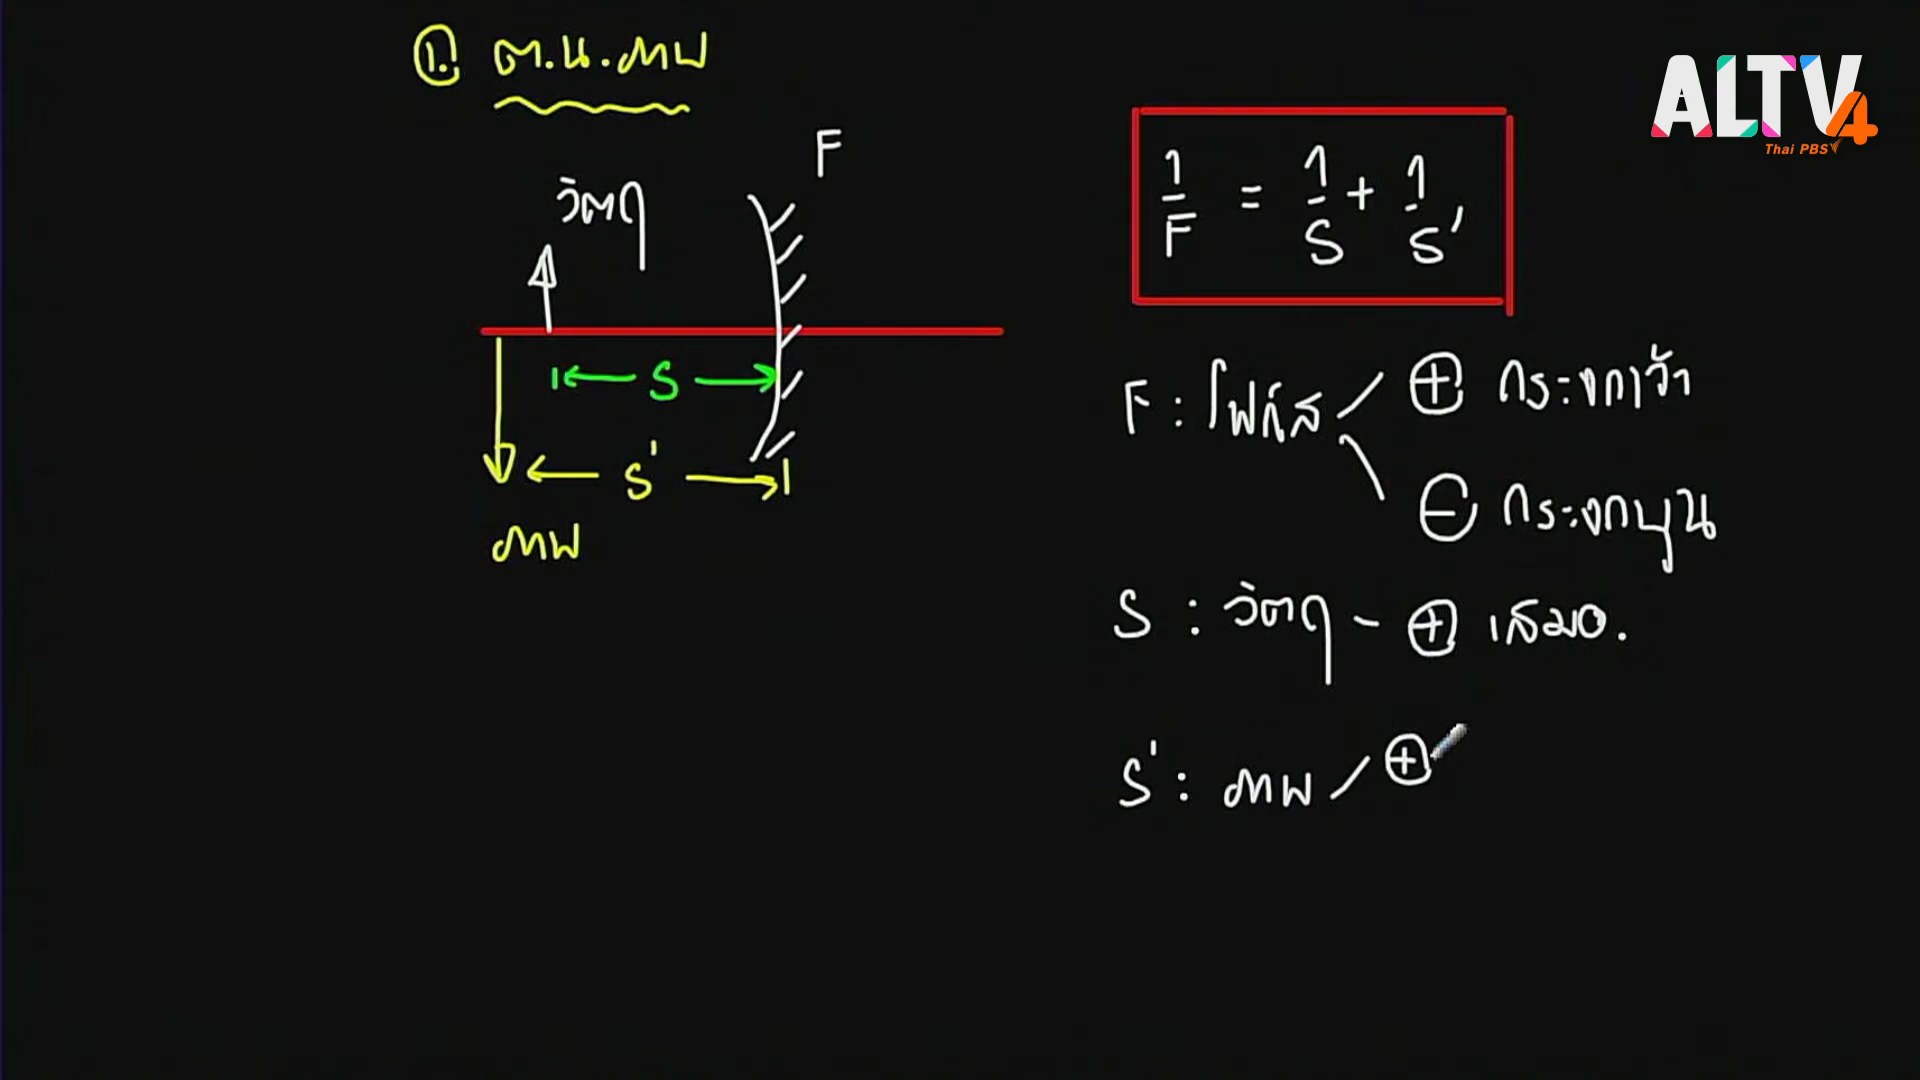 1. ต.น.ภาพ
F
วัตถุ
S
S'
ภาพ
1/F = 1/S + 1/S'
F : โฟกัส + กระจกเว้า
- กระจกนูน
S : วัตถุ - + เสมอ.
S' : ภาพ +
ALTV4
Thai PBS